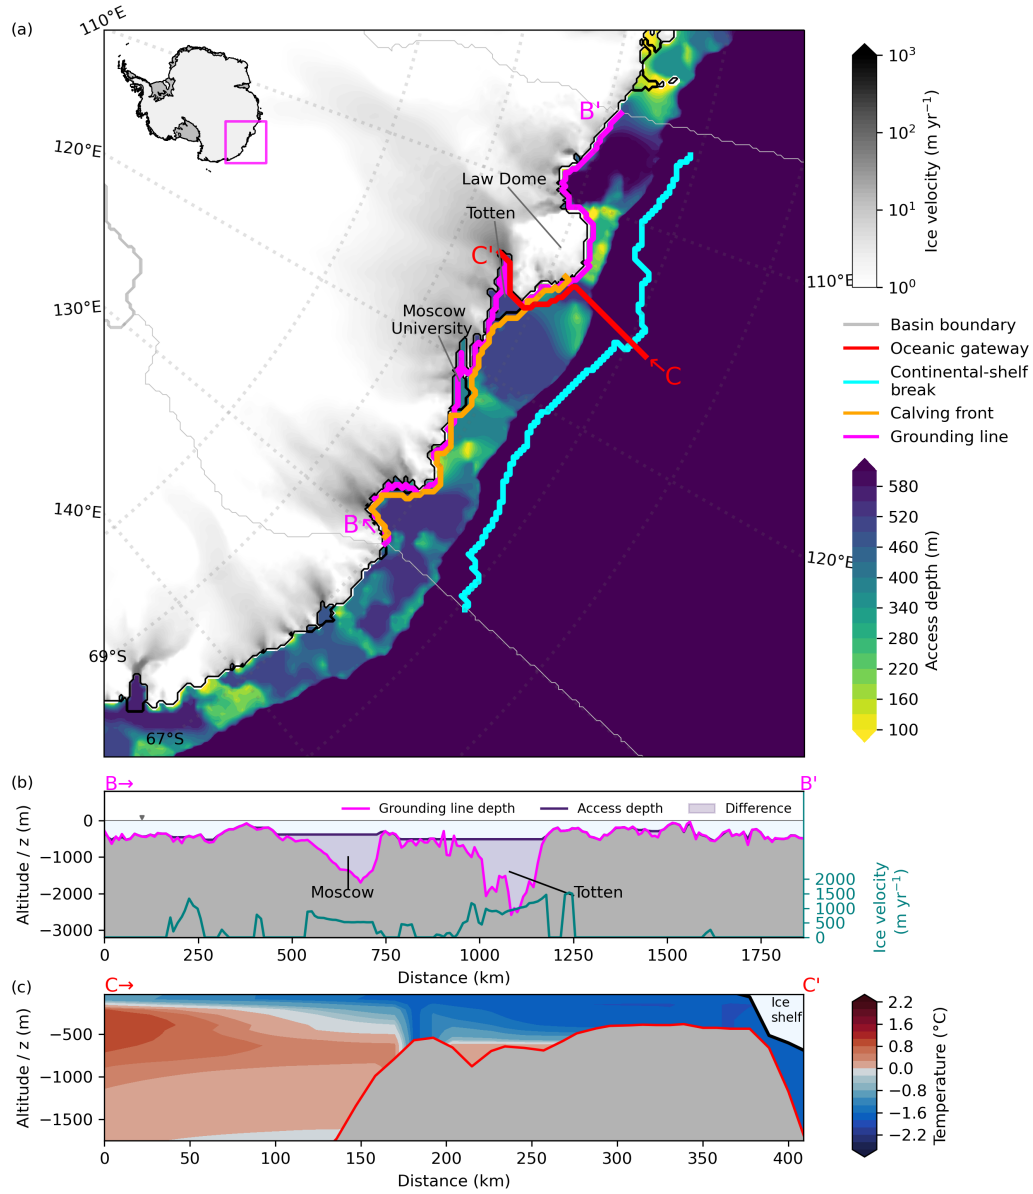 (a)
110°E
120°E
130°E
140°E
69°S
67°S
110°E
120°E
B'
Law Dome
Totten
C'
Moscow
University
←C
B↖
10³
10²
10¹
10⁰
Ice velocity (m yr⁻¹)
Basin boundary
Oceanic gateway
Continental-shelf
break
Calving front
Grounding line
580
520
460
400
340
280
220
160
100
Access depth (m)
(b)
B→
B'
Grounding line depth
Access depth
Difference
0
−1000
−2000
−3000
Altitude / z (m)
Moscow
Totten
2000
1500
1000
500
0
Ice velocity
(m yr⁻¹)
0 250 500 750 1000 1250 1500 1750
Distance (km)
(c)
C→
C'
Ice
shelf
−500
−1000
−1500
Altitude / z (m)
0 50 100 150 200 250 300 350 400
Distance (km)
2.2
1.6
0.8
0.0
−0.8
−1.6
−2.2
Temperature (°C)